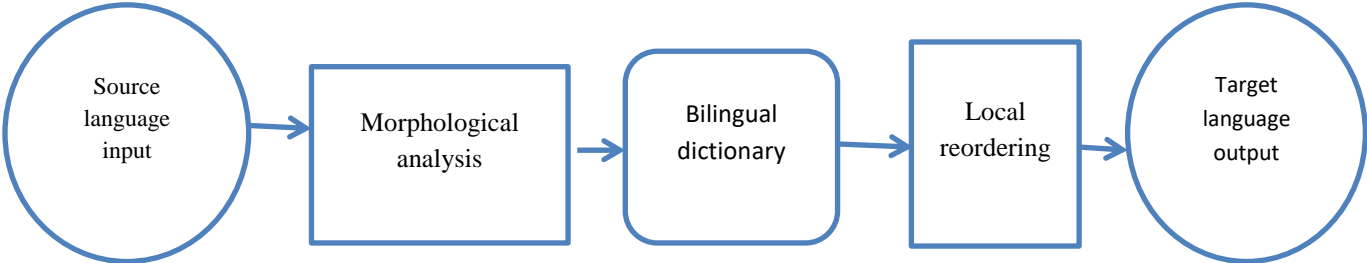 Source
language
input
Morphological
analysis
Bilingual
dictionary
Local
reordering
Target
language
output